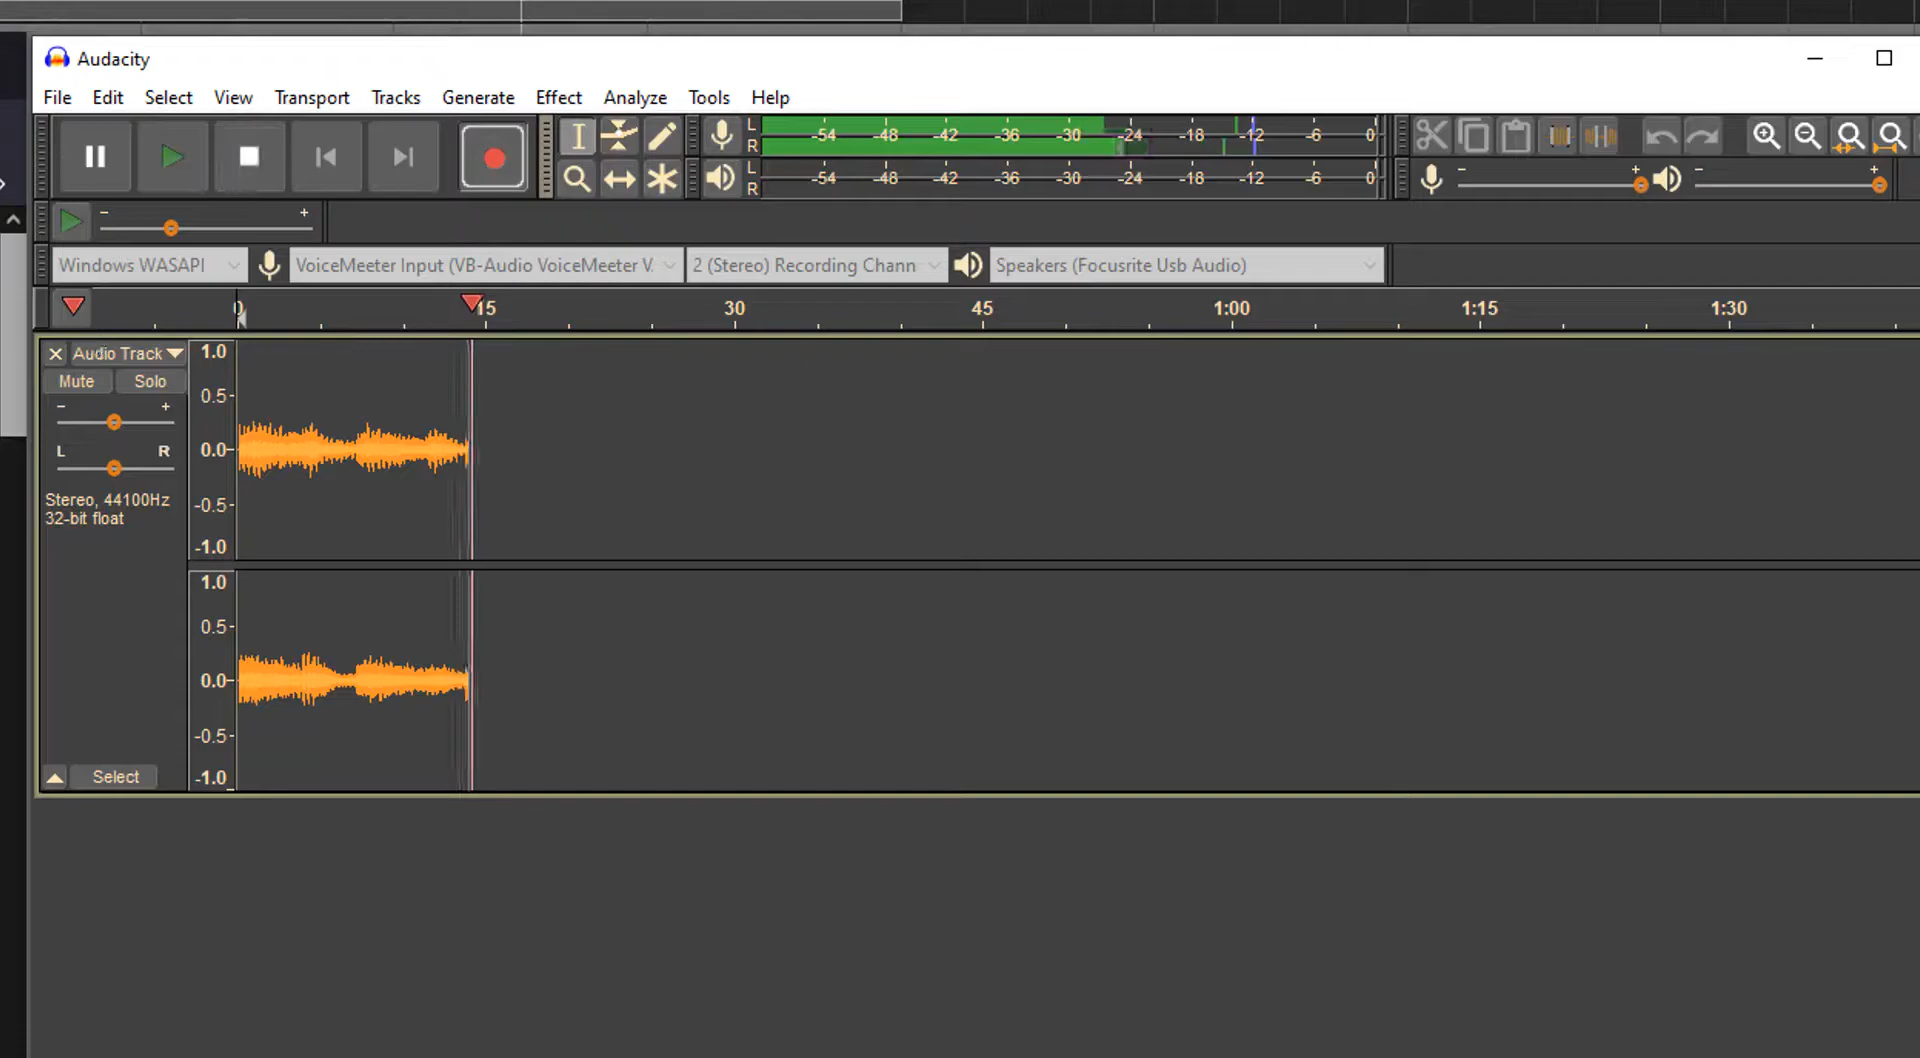 Audacity
File Edit Select View Transport Tracks Generate Effect Analyze Tools Help
L -54 -48 -42 -36 -30 -24 -18 -12 -6 0
R
L -54 -48 -42 -36 -30 -24 -18 -12 -6 0
R
- +
- +
- +
Windows WASAPI VoiceMeeter Input (VB-Audio VoiceMeeter V. 2 (Stereo) Recording Chann Speakers (Focusrite Usb Audio)
0 15 30 45 1:00 1:15 1:30
Audio Track
Mute Solo
- +
L R
Stereo, 44100Hz
32-bit float
1.0
0.5-
0.0-
-0.5-
-1.0
1.0
0.5-
0.0-
-0.5-
-1.0
Select